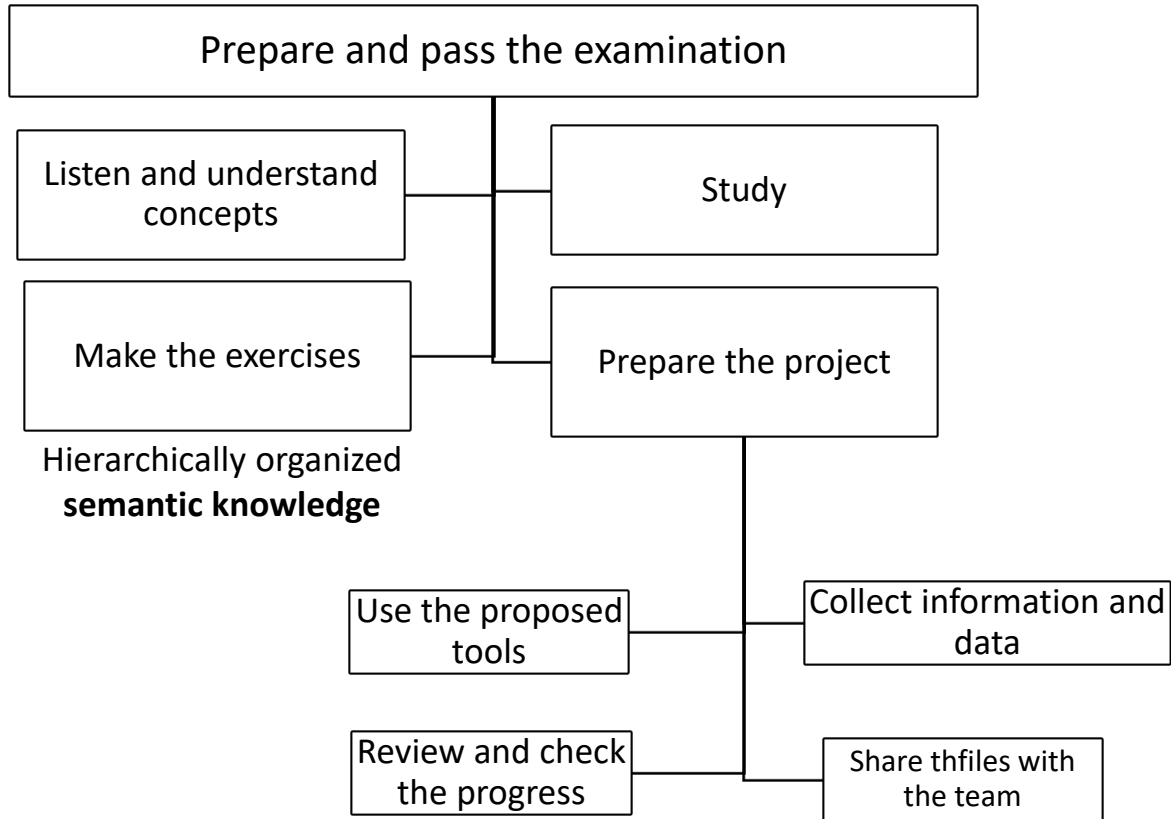 Prepare and pass the examination
Listen and understand
concepts
Study
Make the exercises
Prepare the project
Hierarchically organized
semantic knowledge
Use the proposed
tools
Collect information and
data
Review and check
the progress
Share thfiles with
the team